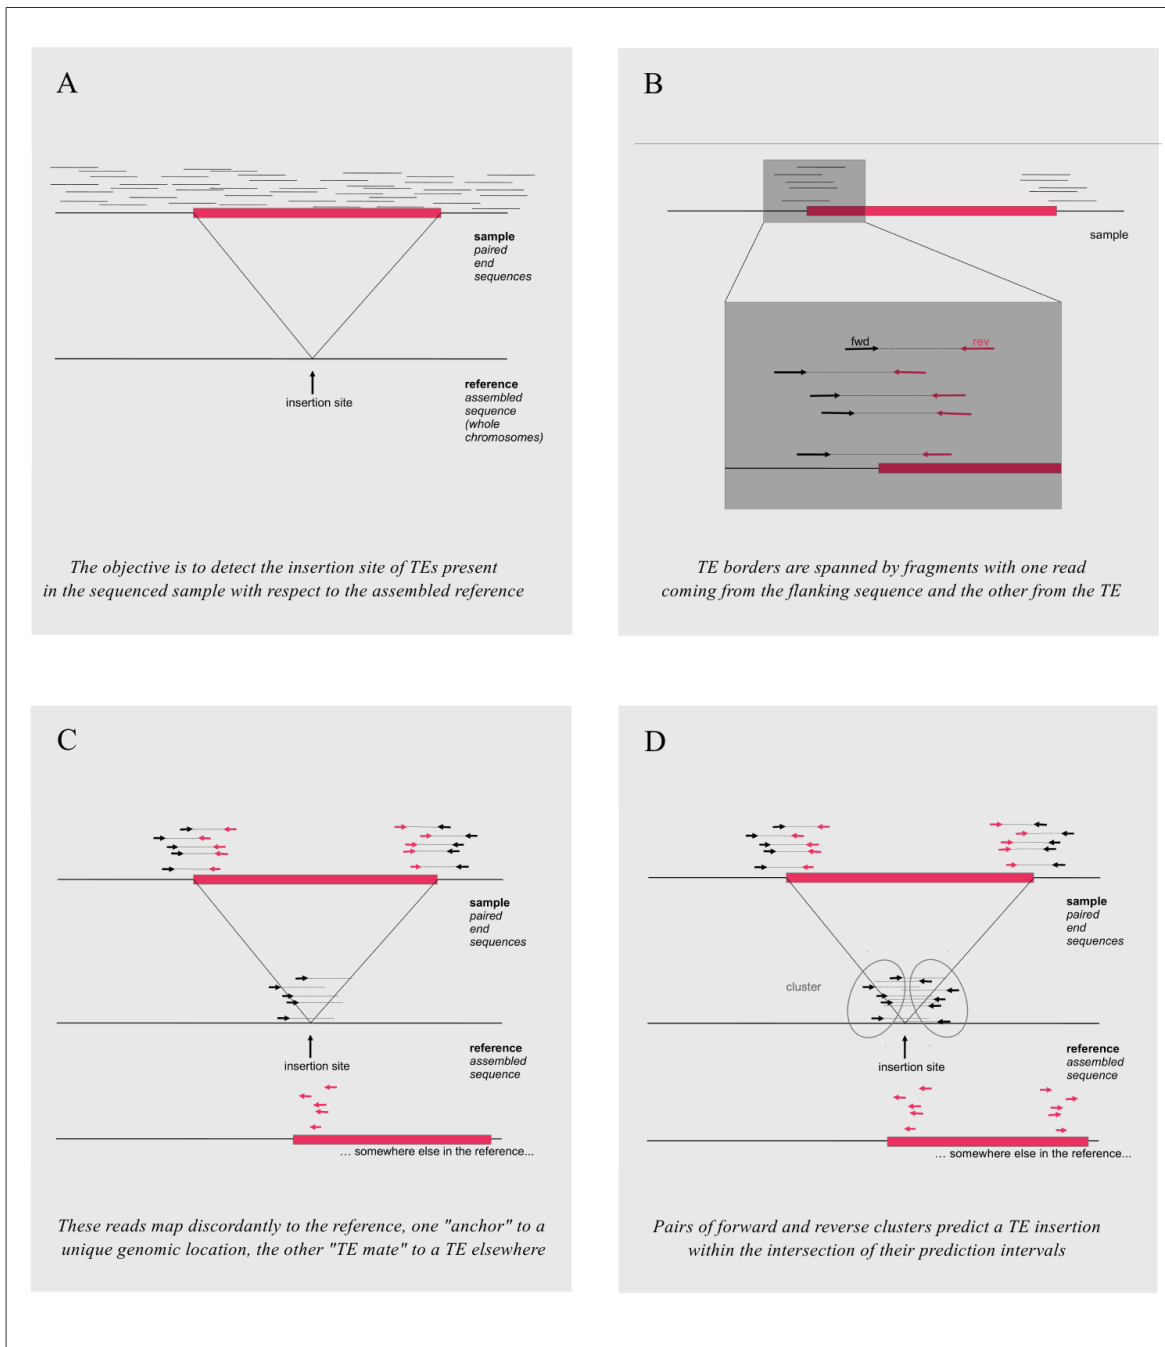 A
sample
paired
end
sequences
reference
assembled
sequence
(whole
chromosomes)
insertion site
The objective is to detect the insertion site of TEs present
in the sequenced sample with respect to the assembled reference
B
sample
fwd
rev
TE borders are spanned by fragments with one read
coming from the flanking sequence and the other from the TE
C
sample
paired
end
sequences
reference
assembled
sequence
insertion site
... somewhere else in the reference...
These reads map discordantly to the reference, one "anchor" to a
unique genomic location, the other "TE mate" to a TE elsewhere
D
sample
paired
end
sequences
cluster
reference
assembled
sequence
insertion site
... somewhere else in the reference...
Pairs of forward and reverse clusters predict a TE insertion
within the intersection of their prediction intervals